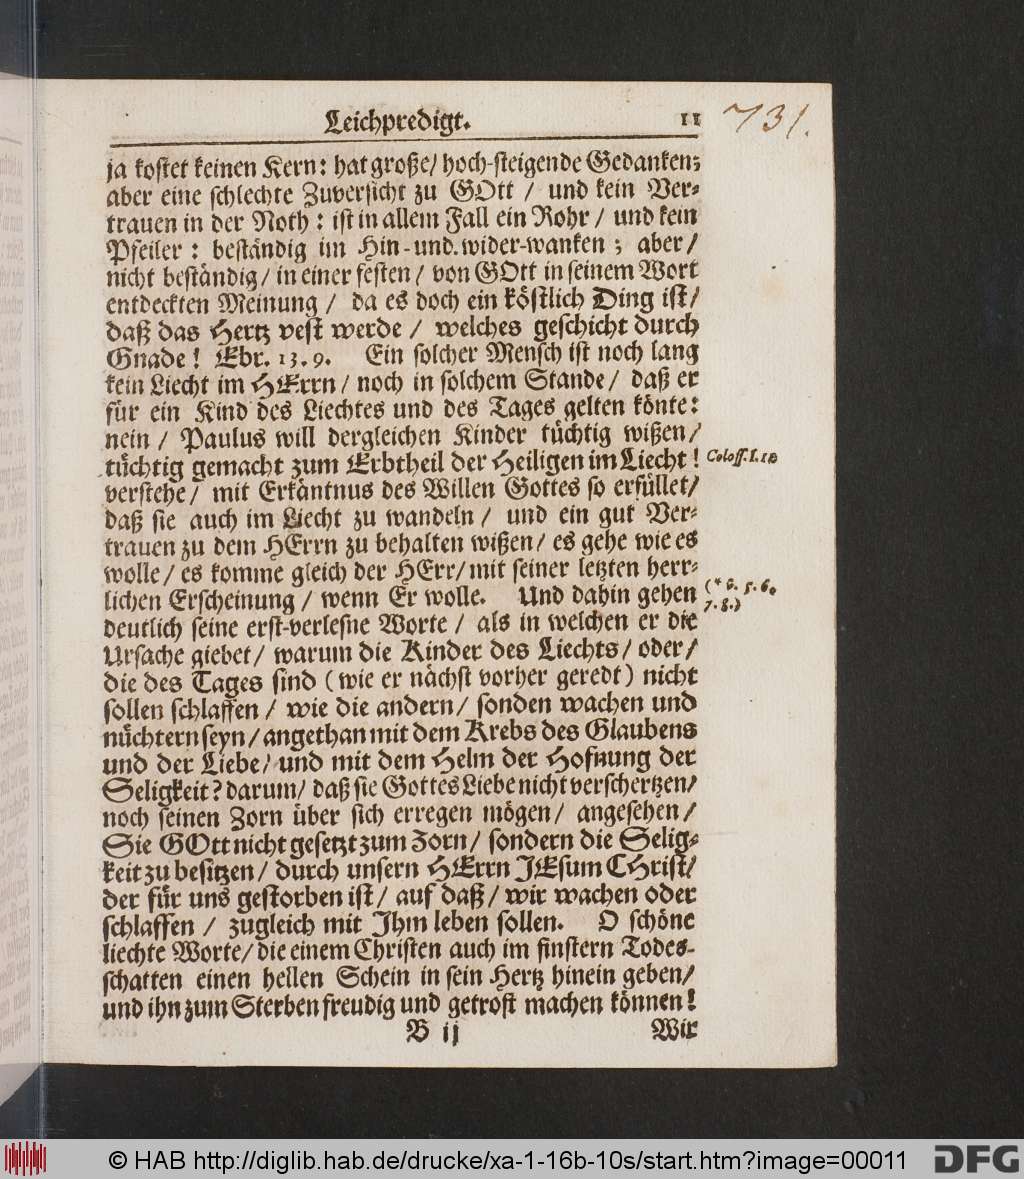 Leichpredigt. 11 731.
ja kostet keinen Kern: hat große/ hoch-steigende Gedanken;
aber eine schlechte Zuversicht zu GOtt / und kein Ver-
trauen in der Noth: ist in allem Fall ein Rohr / und kein
Pfeiler: beständig im Hin-und.wider-wanken; aber/
nicht beständig/ in einer festen/ von GOtt in seinem Wort
entdeckten Meinung / da es doch ein köstlich Ding ist/
daß das Hertz vest werde / welches geschicht durch
Gnade! Ebr. 13.9. Ein solcher Mensch ist noch lang
kein Liecht im HErrn/ noch in solchem Stande/ daß er
für ein Kind des Liechtes und des Tages gelten könte:
nein / Paulus will dergleichen Kinder tüchtig wißen/
tüchtig gemacht zum Erbtheil der Heiligen im Liecht! Coloss. I. 12
verstehe/ mit Erkäntnus des Willen Gottes so erfüllet/
daß sie auch im Liecht zu wandeln/ und ein gut Ver-
trauen zu dem HErrn zu behalten wißen/ es gehe wie es
wolle/ es komme gleich der HErr/ mit seiner letzten herr-
lichen Erscheinung / wenn Er wolle. Und dahin gehen (* 6. 5. 6.
7. 8.)
deutlich seine erst-verlesne Worte / als in welchen er die
Ursache giebet/ warum die Kinder des Liechts/ oder/
die des Tages sind (wie er nächst vorher geredt) nicht
sollen schlaffen / wie die andern/ sonden wachen und
nüchtern seyn/ angethan mit dem Krebs des Glaubens
und der Liebe/ und mit dem Helm der Hofnung der
Seligkeit? darum/ daß sie Gottes Liebe nicht verschertzen/
noch seinen Zorn über sich erregen mögen/ angesehen/
Sie GOtt nicht gesetzt zum Zorn/ sondern die Selig-
keit zu besitzen/ durch unsern HErrn JEsum CHrist/
der für uns gestorben ist/ auf daß/ wir wachen oder
schlaffen / zugleich mit Ihm leben sollen. O schöne
liechte Worte/ die einem Christen auch im finstern Todes-
schatten einen hellen Schein in sein Hertz hinein geben/
und ihn zum Sterben freudig und getrost machen können!
B ij Wir
© HAB http://diglib.hab.de/drucke/xa-1-16b-10s/start.htm?image=00011 DFG